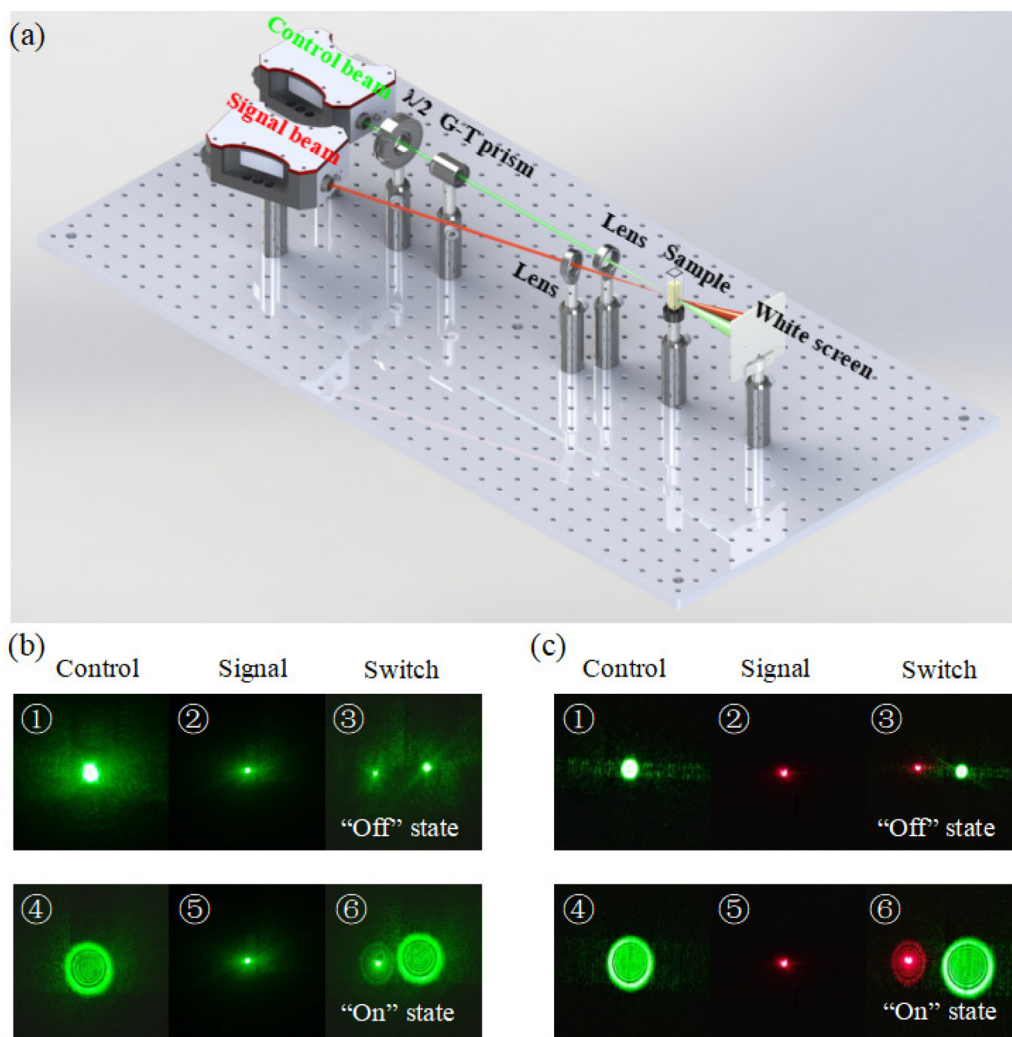 (a)
Control beam
Signal beam
λ/2
G-T prism
Lens
Sample
Lens
White screen
(b)
Control Signal Switch
① ② ③
“Off” state
④ ⑤ ⑥
“On” state
(c)
Control Signal Switch
① ② ③
“Off” state
④ ⑤ ⑥
“On” state